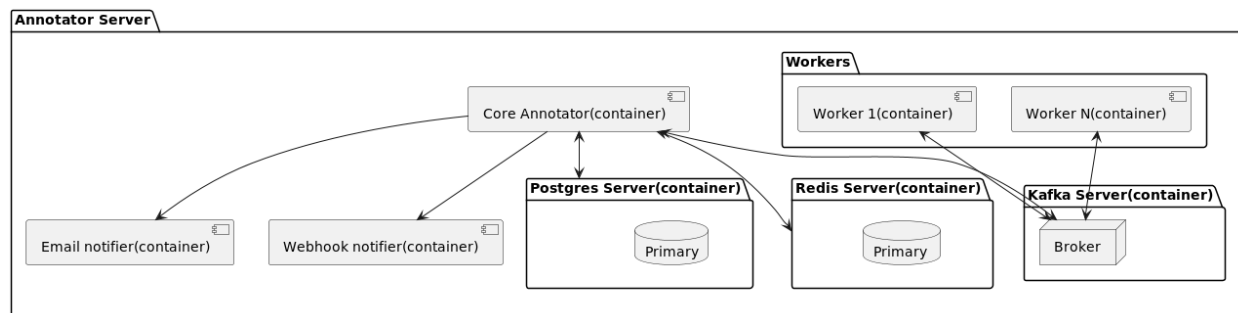 Annotator Server
Workers
Core Annotator(container)
Worker 1(container)
Worker N(container)
Postgres Server(container)
Redis Server(container)
Kafka Server(container)
Email notifier(container)
Webhook notifier(container)
Primary
Primary
Broker